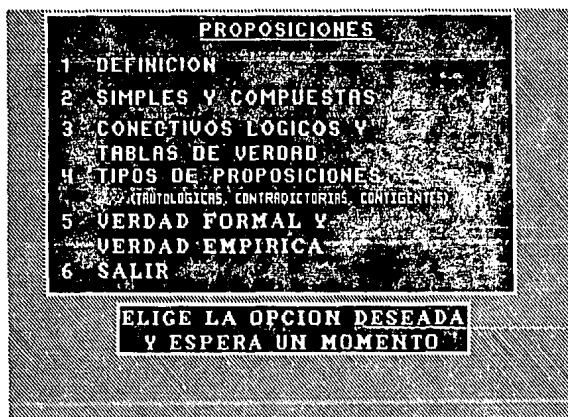 PROPOSICIONES
1 DEFINICION
2 SIMPLES Y COMPUESTAS
3 CONECTIVOS LOGICOS Y
TABLAS DE VERDAD
4 TIPOS DE PROPOSICIONES
(TAUTOLOGICAS, CONTRADICTORIAS, CONTIGENTES)
5 VERDAD FORMAL Y
VERDAD EMPIRICA
6 SALIR
ELIGE LA OPCION DESEADA
Y ESPERA UN MOMENTO